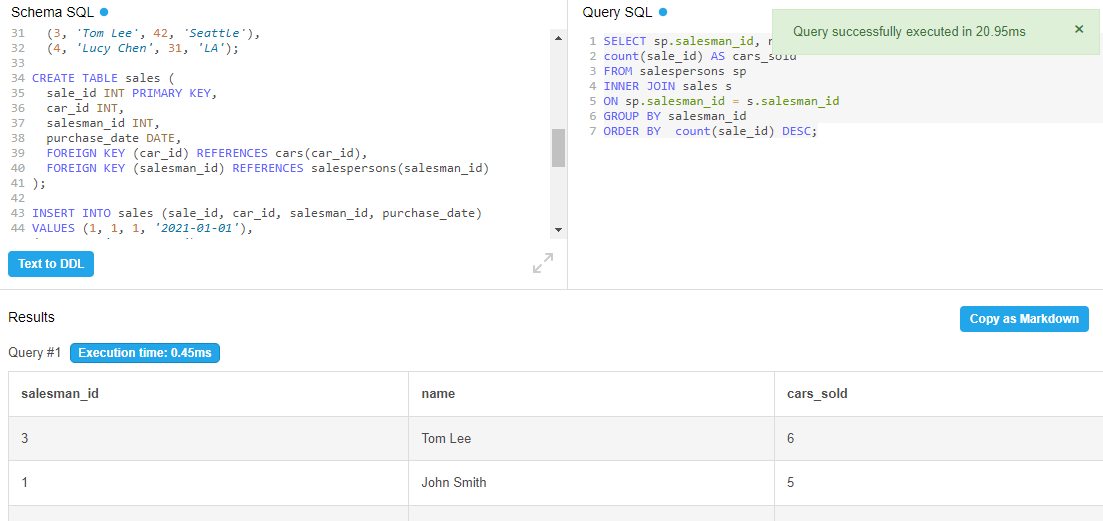 Schema SQL
31 (3, 'Tom Lee', 42, 'Seattle'),
32 (4, 'Lucy Chen', 31, 'LA');
33
34 CREATE TABLE sales (
35 sale_id INT PRIMARY KEY,
36 car_id INT,
37 salesman_id INT,
38 purchase_date DATE,
39 FOREIGN KEY (car_id) REFERENCES cars(car_id),
40 FOREIGN KEY (salesman_id) REFERENCES salespersons(salesman_id)
41 );
42
43 INSERT INTO sales (sale_id, car_id, salesman_id, purchase_date)
44 VALUES (1, 1, 1, '2021-01-01'),
Text to DDL
Query SQL
Query successfully executed in 20.95ms ×
1 SELECT sp.salesman_id,
2 count(sale_id) AS cars_sold
3 FROM salespersons sp
4 INNER JOIN sales s
5 ON sp.salesman_id = s.salesman_id
6 GROUP BY salesman_id
7 ORDER BY count(sale_id) DESC;
Results
Copy as Markdown
Query #1 Execution time: 0.45ms
salesman_id name cars_sold
3 Tom Lee 6
1 John Smith 5